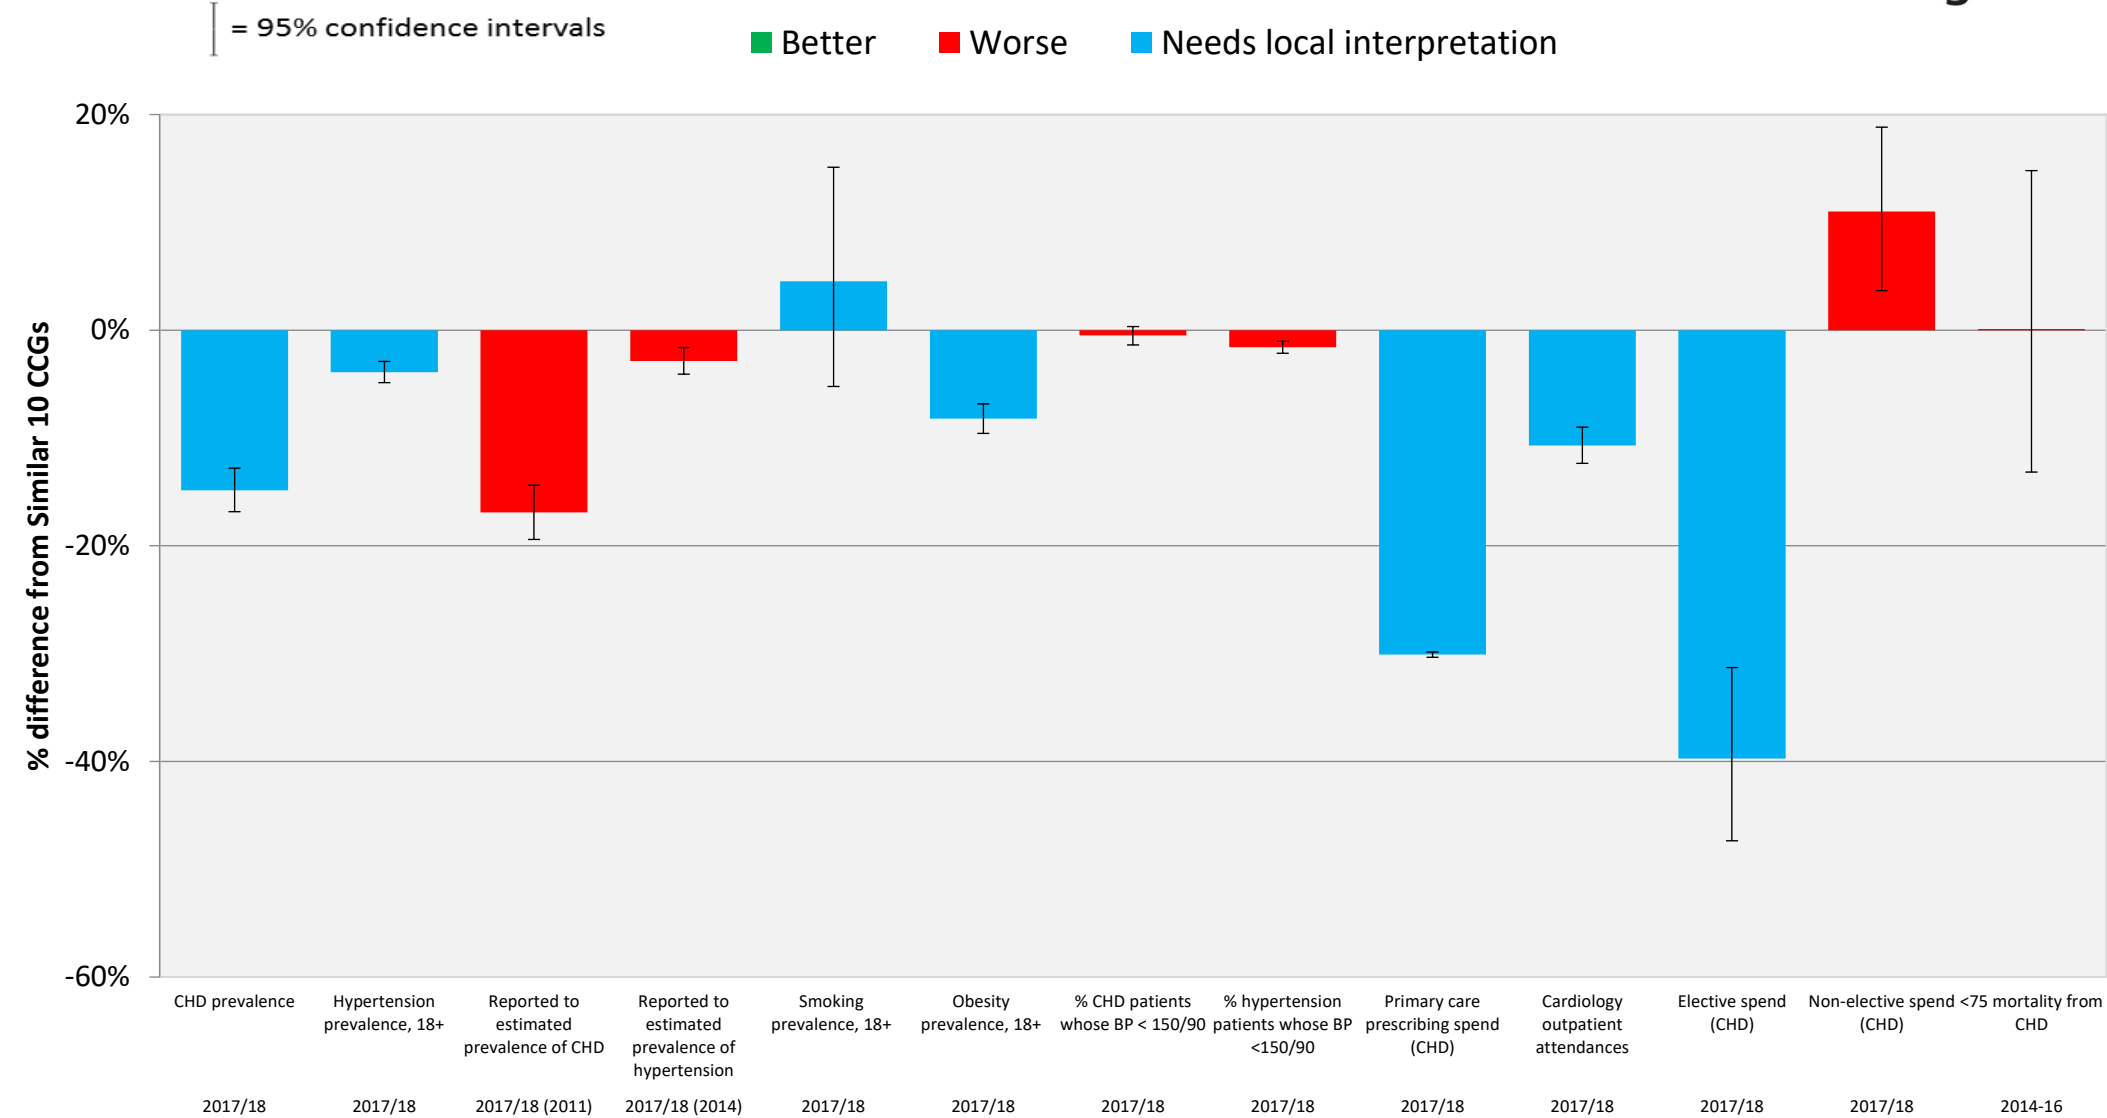 = 95% confidence intervals
Better
Worse
Needs local interpretation
20%
0%
-20%
-40%
-60%
% difference from Similar 10 CCGs
CHD prevalence
2017/18
Hypertension
prevalence, 18+
2017/18
Reported to
estimated
prevalence of CHD
2017/18 (2011)
Reported to
estimated
prevalence of
hypertension
2017/18 (2014)
Smoking
prevalence, 18+
2017/18
Obesity
prevalence, 18+
2017/18
% CHD patients
whose BP < 150/90
2017/18
% hypertension
patients whose BP
<150/90
2017/18
Primary care
prescribing spend
(CHD)
2017/18
Cardiology
outpatient
attendances
2017/18
Elective spend
(CHD)
2017/18
Non-elective spend
(CHD)
2017/18
<75 mortality from
CHD
2014-16